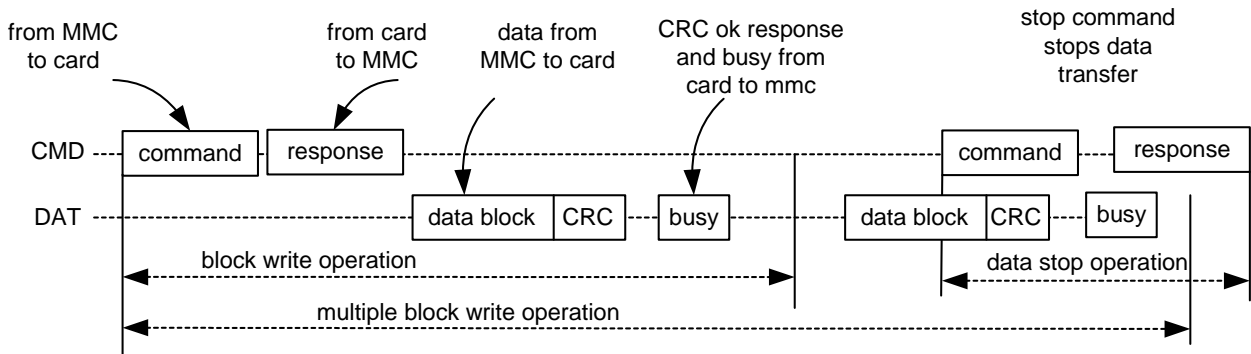 from MMC
to card
from card
to MMC
data from
MMC to card
CRC ok response
and busy from
card to mmc
stop command
stops data
transfer
CMD command response command response
DAT data block CRC busy data block CRC busy
block write operation data stop operation
multiple block write operation